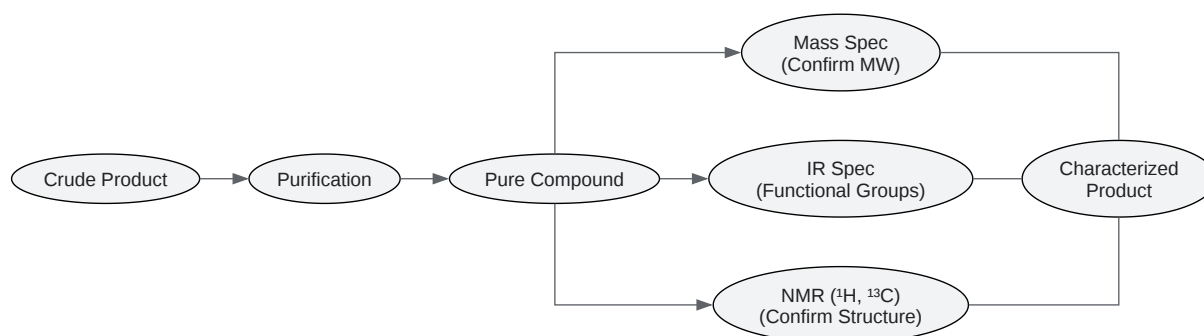 Crude Product
Purification
Pure Compound
Mass Spec
(Confirm MW)
IR Spec
(Functional Groups)
NMR (¹H, ¹³C)
(Confirm Structure)
Characterized
Product